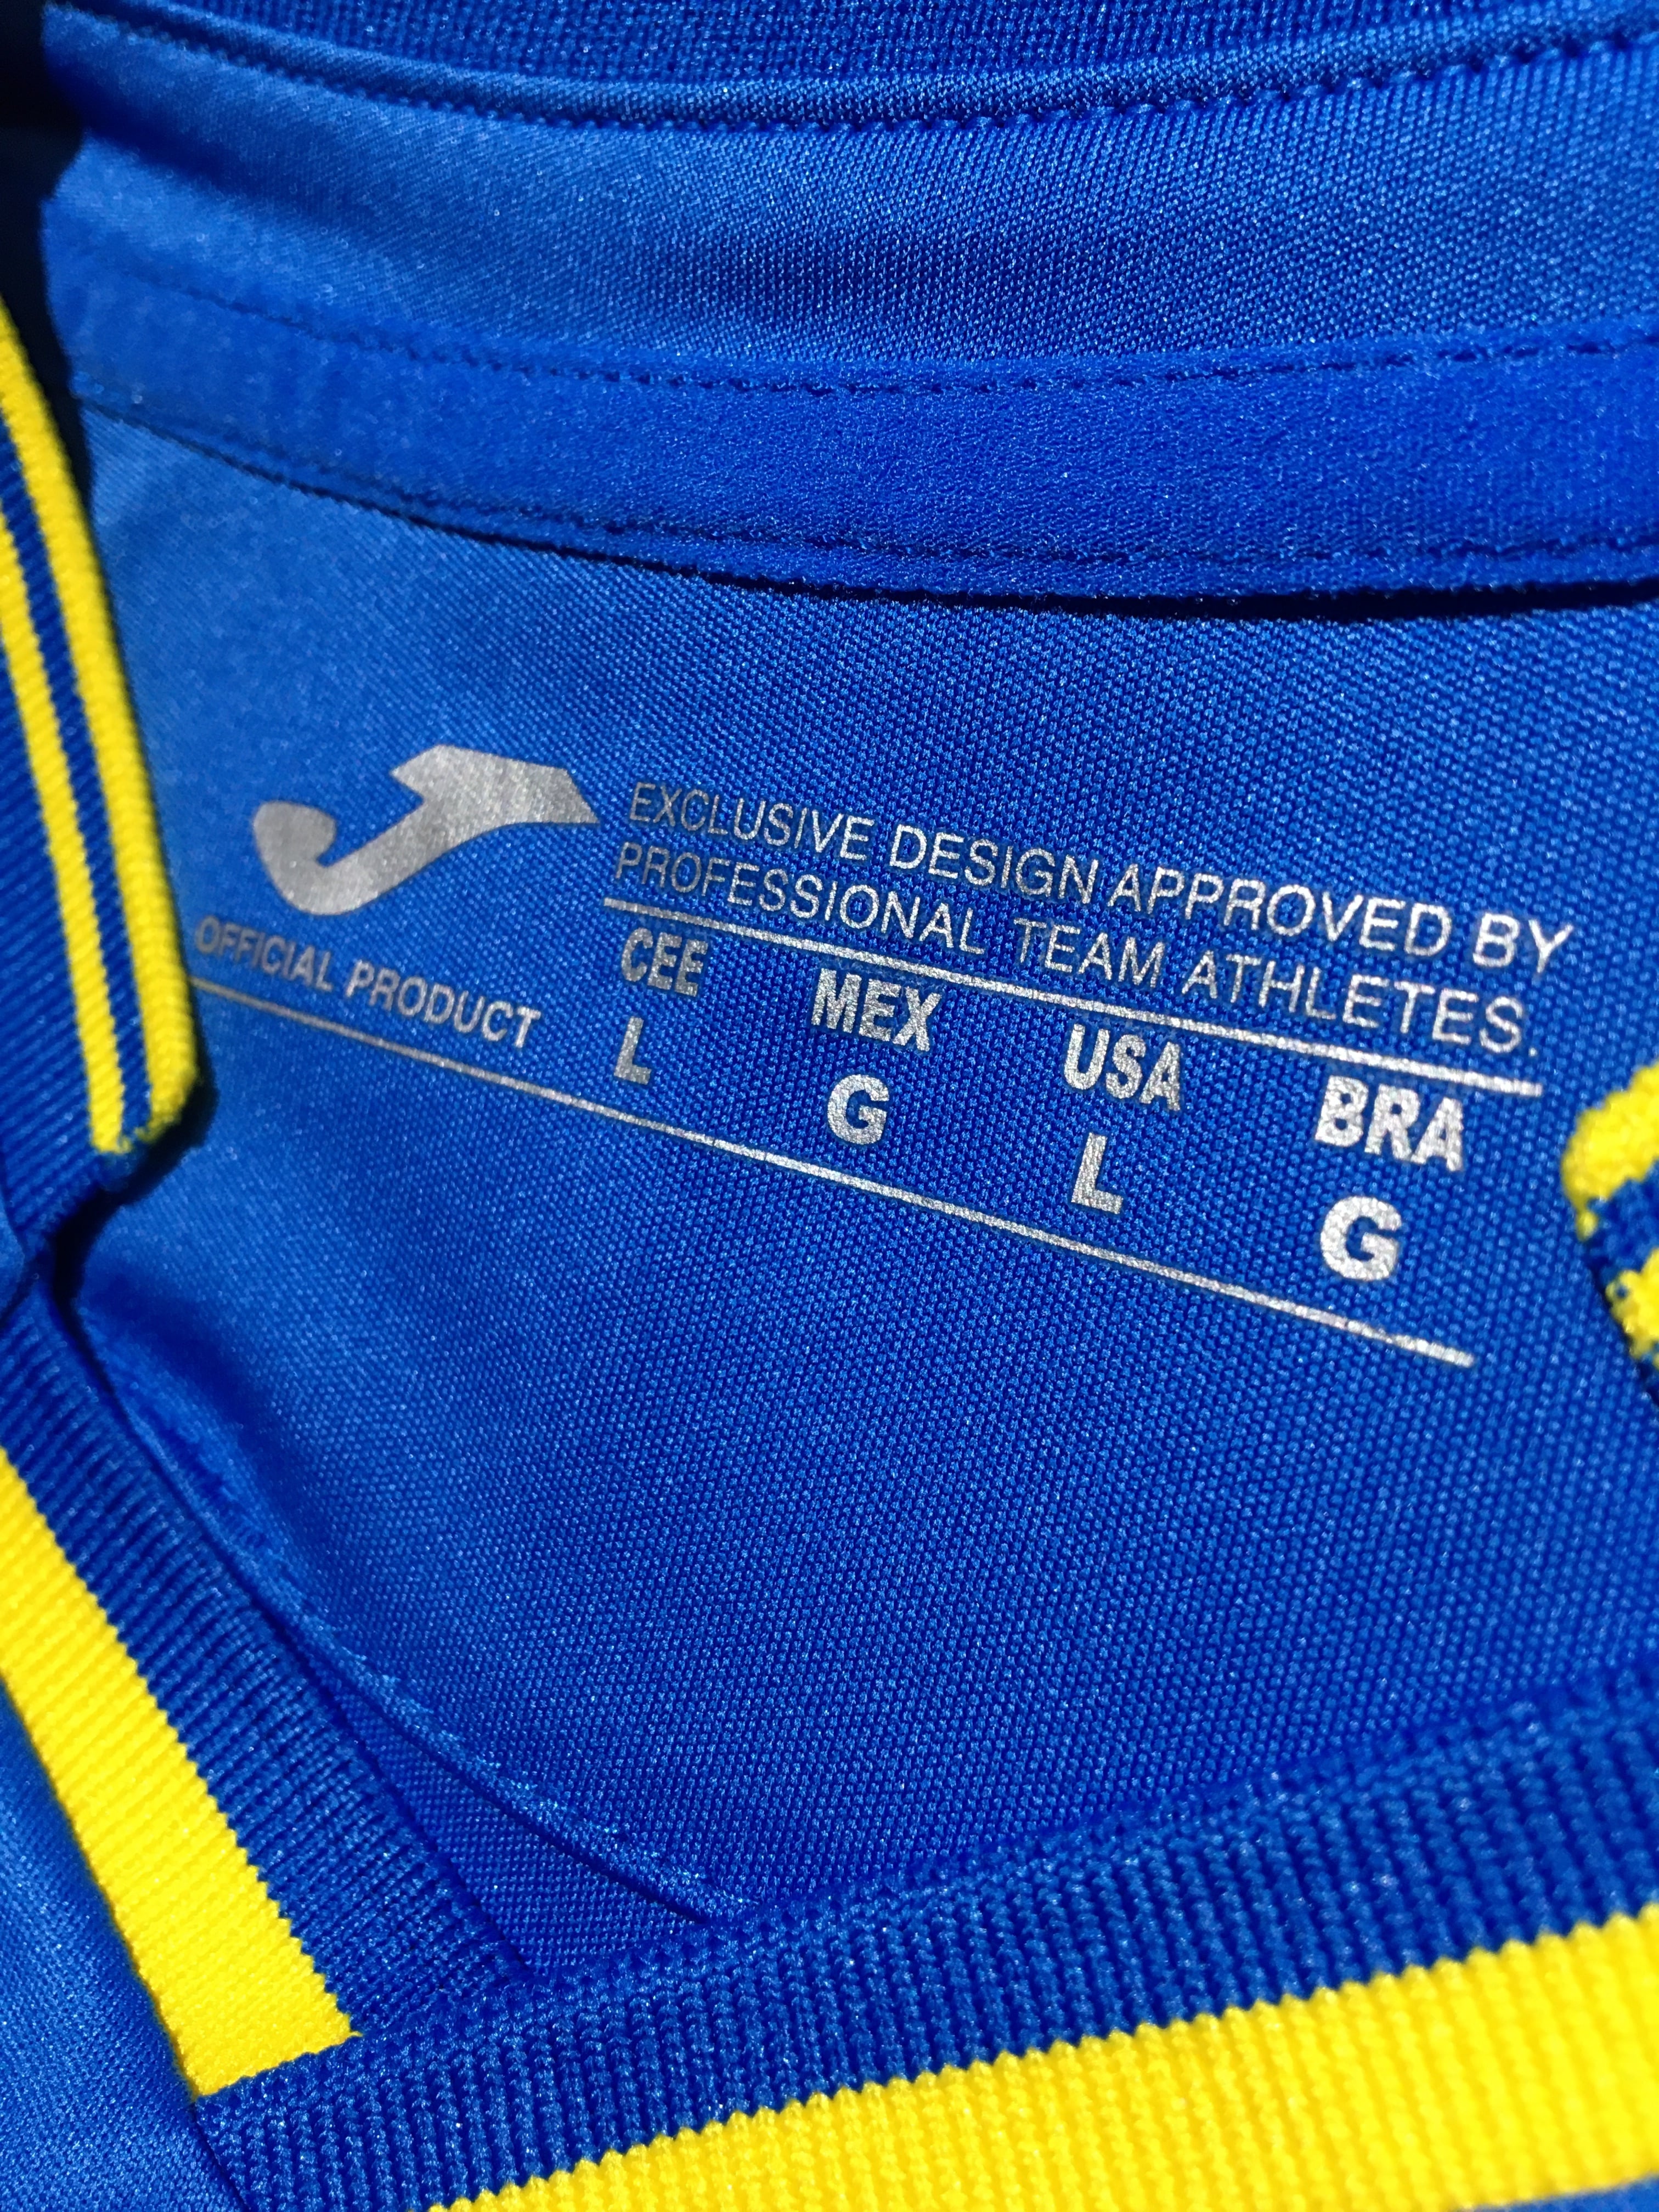 EXCLUSIVE DESIGN APPROVED BY
PROFESSIONAL TEAM ATHLETES.
OFFICIAL PRODUCT
CEE MEX USA BRA
L G L G